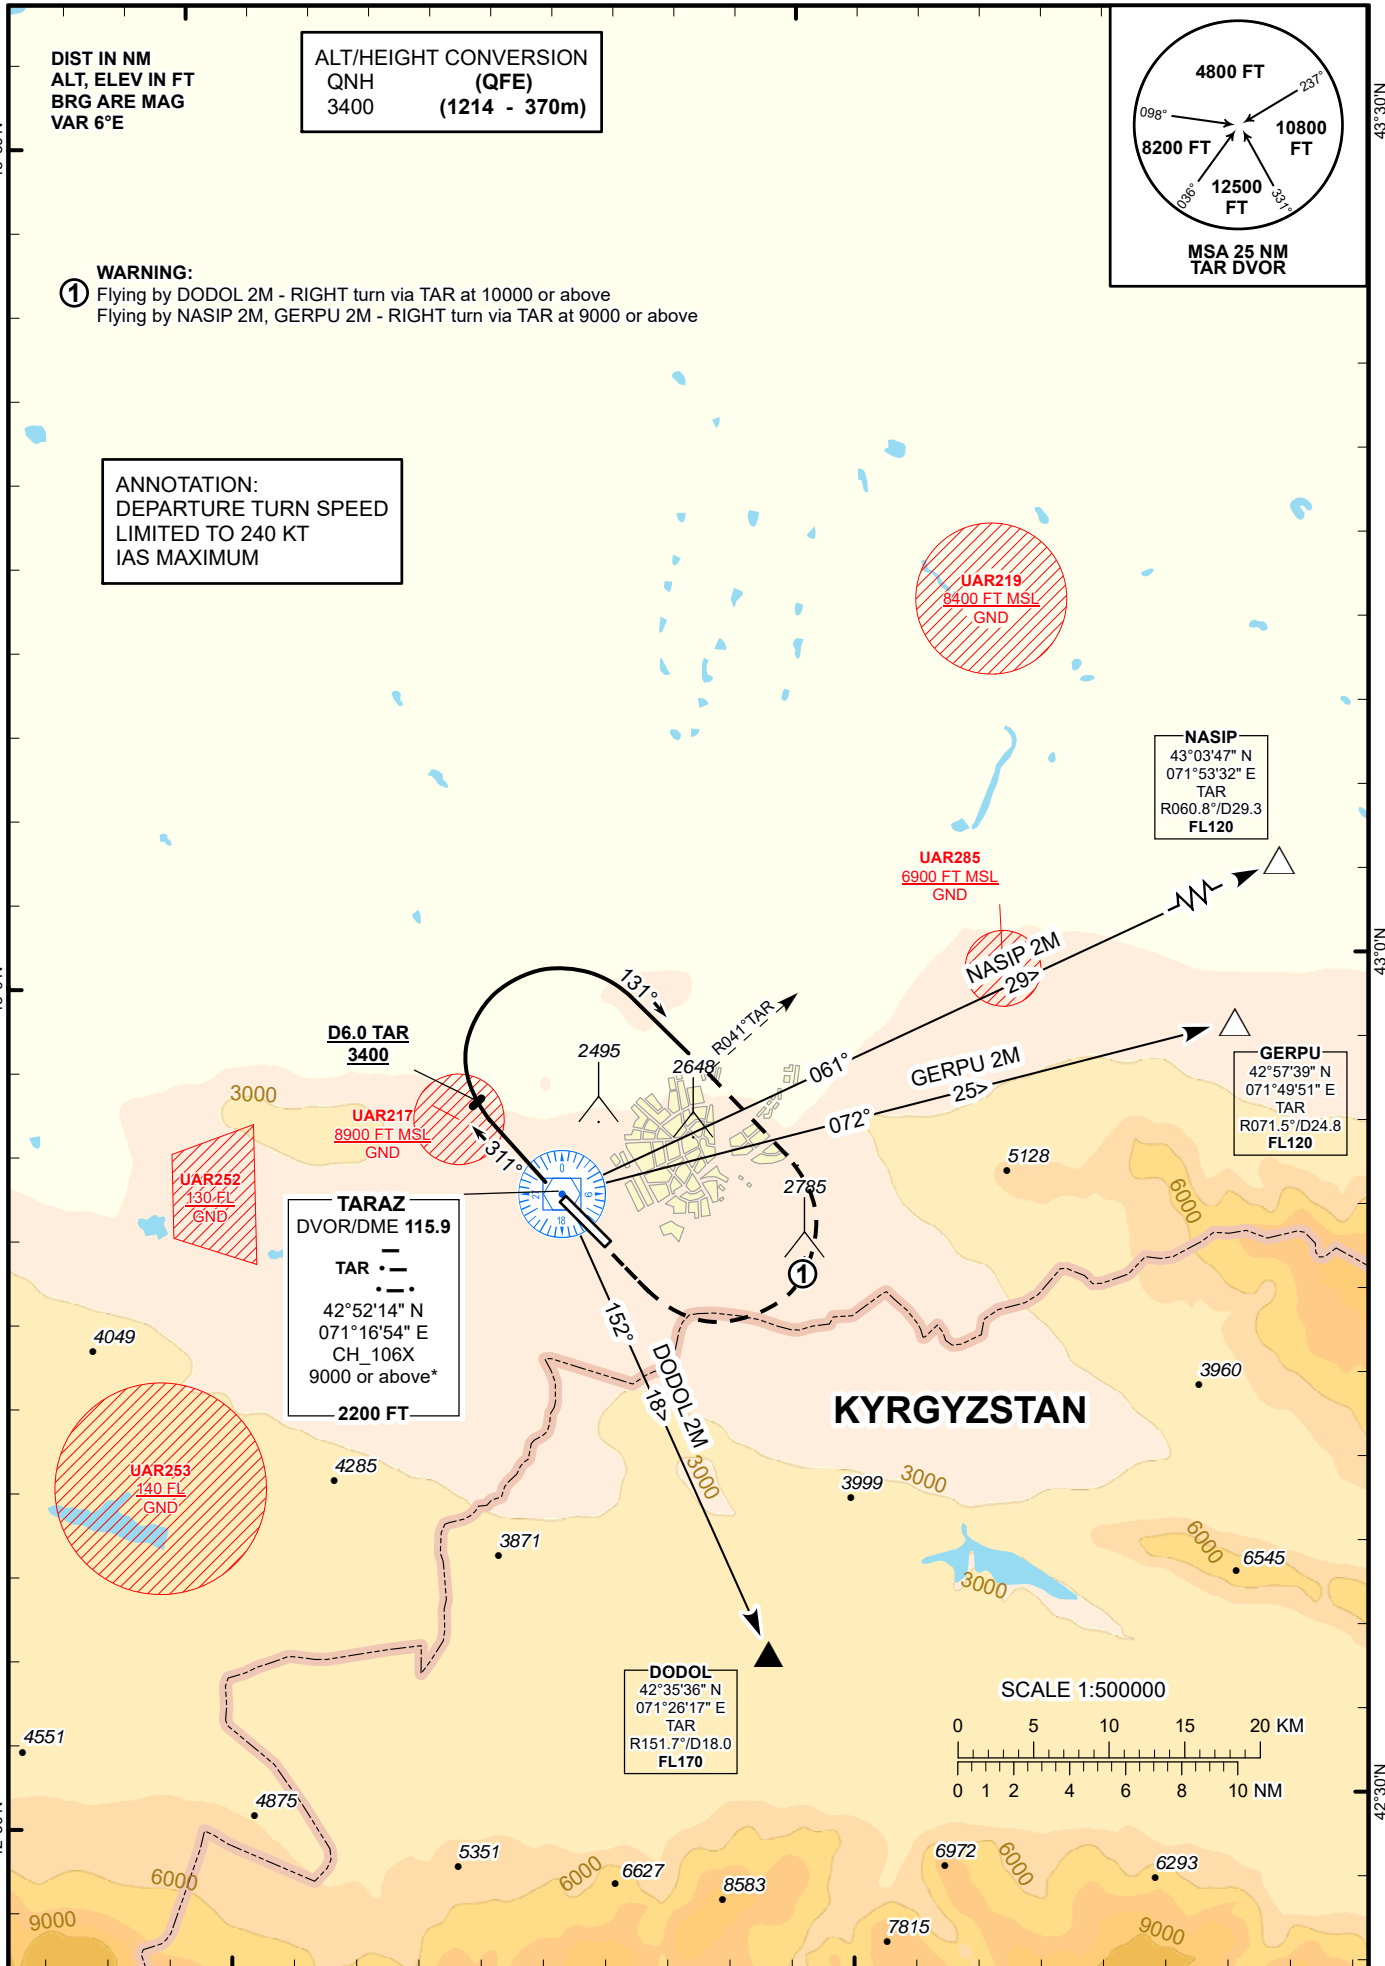 DIST IN NM
ALT, ELEV IN FT
BRG ARE MAG
VAR 6°E
ALT/HEIGHT CONVERSION
QNH (QFE)
3400 (1214 - 370m)
4800 FT
237°
098°
10800
FT
8200 FT
036°
12500
FT
331°
MSA 25 NM
TAR DVOR
43°30'N
WARNING:
1 Flying by DODOL 2M - RIGHT turn via TAR at 10000 or above
Flying by NASIP 2M, GERPU 2M - RIGHT turn via TAR at 9000 or above
ANNOTATION:
DEPARTURE TURN SPEED
LIMITED TO 240 KT
IAS MAXIMUM
UAR219
8400 FT MSL
GND
NASIP
43°03'47" N
071°53'32" E
TAR
R060.8°/D29.3
FL120
UAR285
6900 FT MSL
GND
43°0'N
NASIP 2M
29>
131°
R041°TAR
D6.0 TAR
3400
2495
2648
061°
GERPU 2M
25>
072°
GERPU
42°57'39" N
071°49'51" E
TAR
R071.5°/D24.8
FL120
3000
UAR217
8900 FT MSL
GND
311°
UAR252
130 FL
GND
0
9
18
27
5128
6000
2785
1
TARAZ
DVOR/DME 115.9
TAR
42°52'14" N
071°16'54" E
CH_106X
9000 or above*
2200 FT
4049
152°
DODOL 2M
18>
3960
KYRGYZSTAN
UAR253
140 FL
GND
4285
3000
3999
3000
3871
6000
6545
3000
DODOL
42°35'36" N
071°26'17" E
TAR
R151.7°/D18.0
FL170
SCALE 1:500000
0 5 10 15 20 KM
0 1 2 4 6 8 10 NM
4551
42°30'N
4875
5351
6000
6000
6627
8583
6972
6000
6293
9000
7815
9000